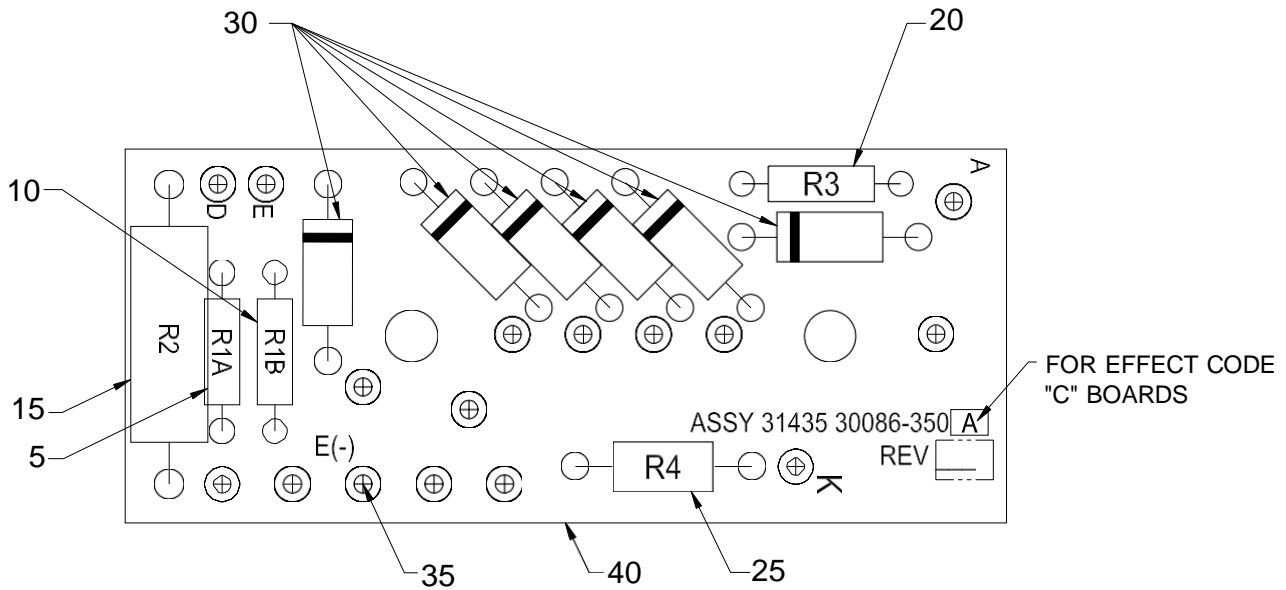 30
20
A
R3
10
D
E
R2
R1A
R1B
15
5
FOR EFFECT CODE
"C" BOARDS
ASSY 31435 30086-350 A
REV
E(-)
R4
K
35
40
25